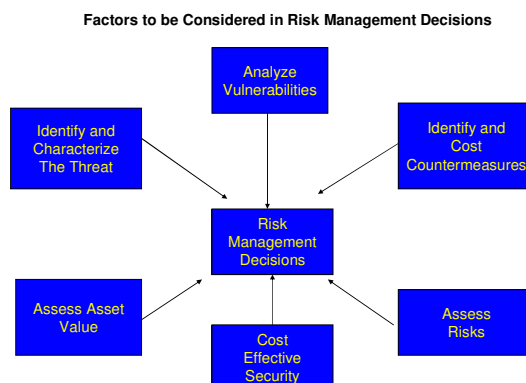 Factors to be Considered in Risk Management Decisions
Analyze
Vulnerabilities
Identify and
Characterize
The Threat
Identify and
Cost
Countermeasures
Risk
Management
Decisions
Assess Asset
Value
Cost
Effective
Security
Assess
Risks